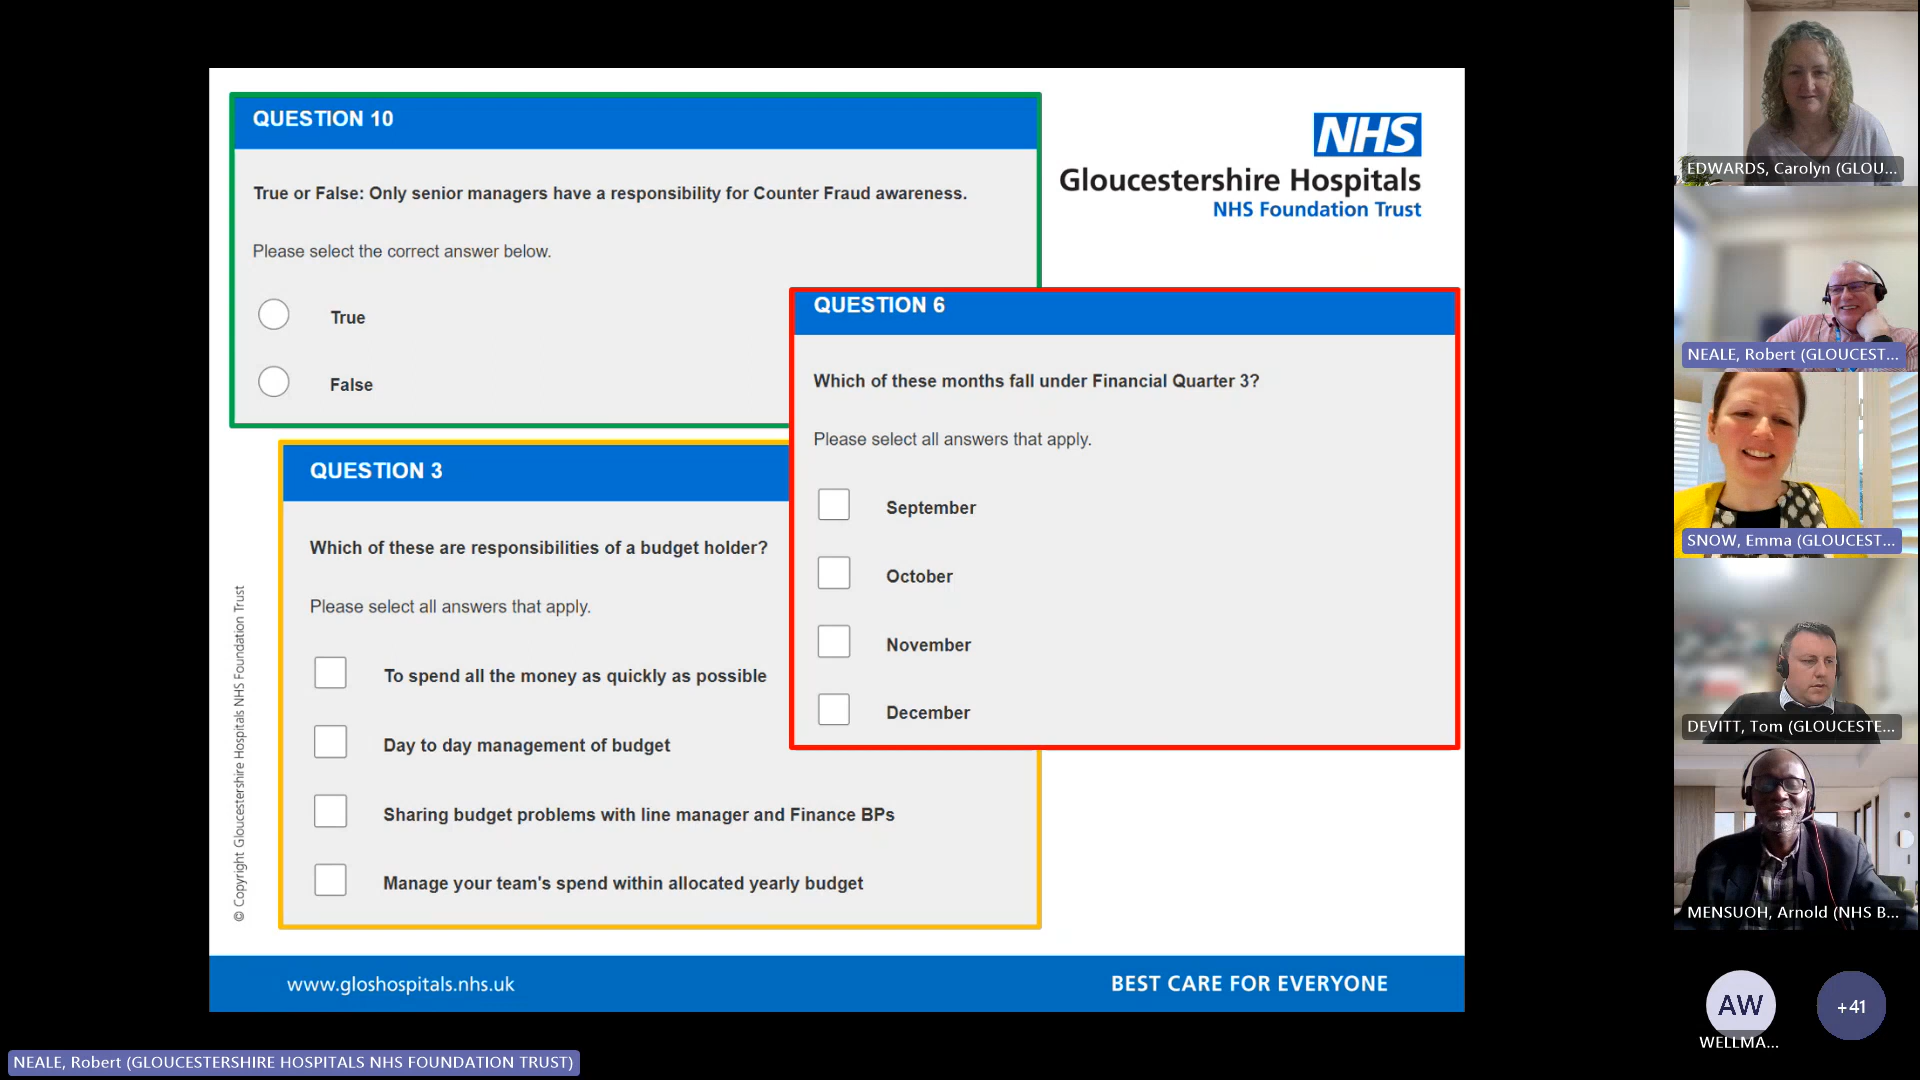 QUESTION 10
True or False: Only senior managers have a responsibility for Counter Fraud awareness.
Please select the correct answer below.
True
False
NHS
Gloucestershire Hospitals
NHS Foundation Trust
QUESTION 6
Which of these months fall under Financial Quarter 3?
Please select all answers that apply.
September
October
November
December
QUESTION 3
Which of these are responsibilities of a budget holder?
Please select all answers that apply.
To spend all the money as quickly as possible
Day to day management of budget
Sharing budget problems with line manager and Finance BPs
Manage your team's spend within allocated yearly budget
© Copyright Gloucestershire Hospitals NHS Foundation Trust
www.gloshospitals.nhs.uk
BEST CARE FOR EVERYONE
EDWARDS, Carolyn (GLOU...
NEALE, Robert (GLOUCEST...
SNOW, Emma (GLOUCEST...
DEVITT, Tom (GLOUCESTE...
MENSUOH, Arnold (NHS B...
AW
WELLMA...
+41
NEALE, Robert (GLOUCESTERSHIRE HOSPITALS NHS FOUNDATION TRUST)